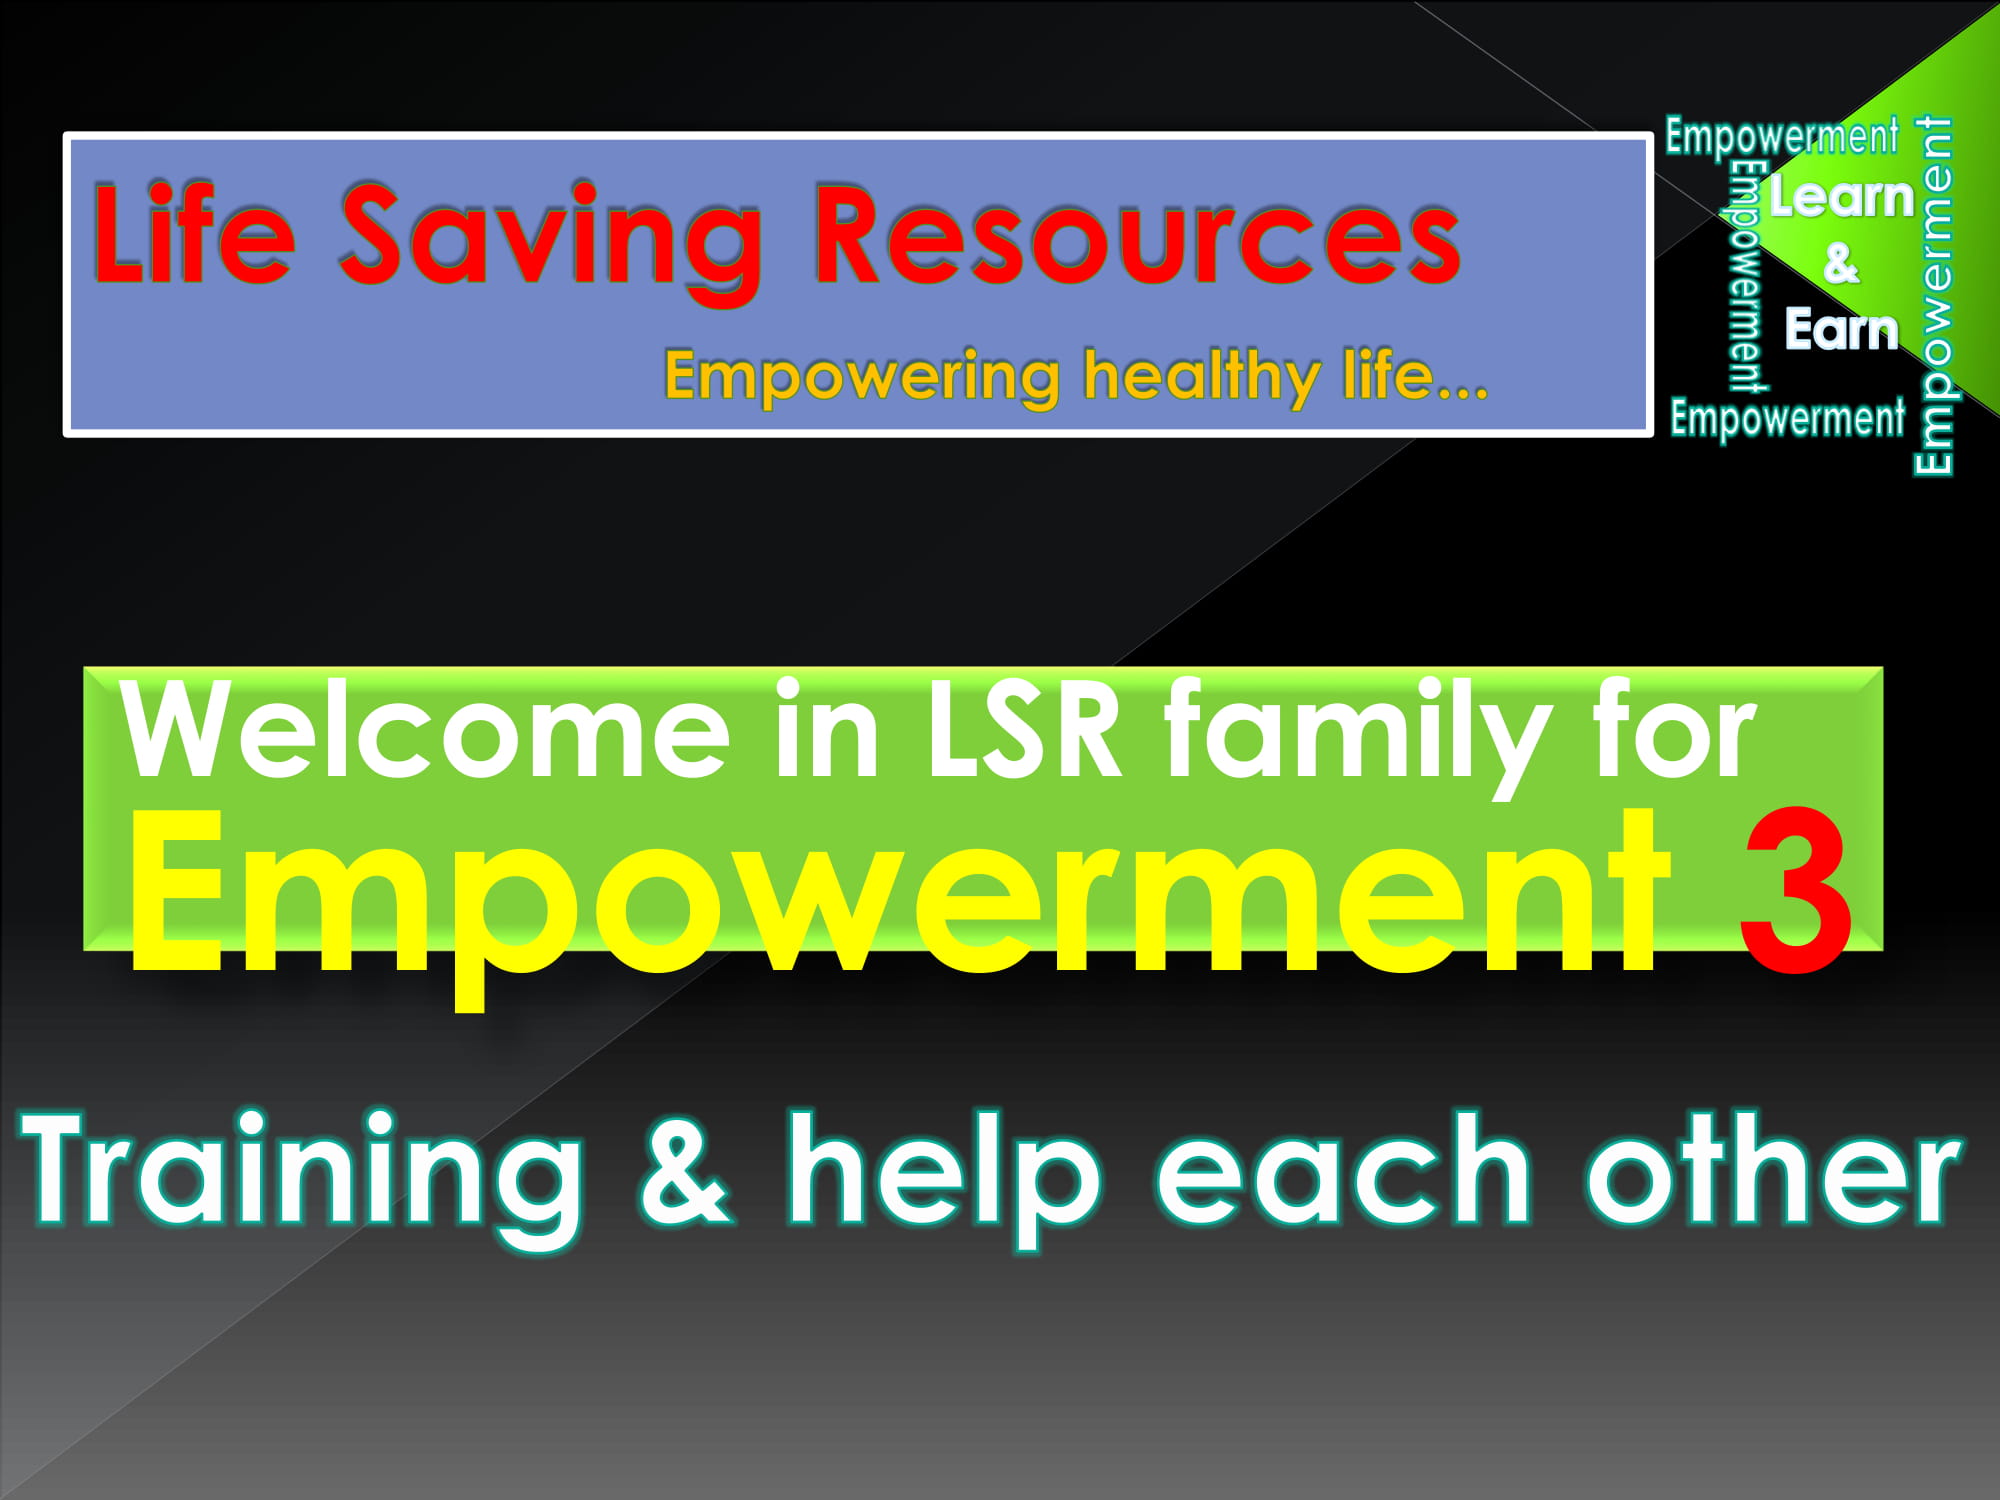 Life Saving Resources
Empowering healthy life...
Empowerment
Empowerment
Learn
&
Earn
Empowerment
Empowerment
Welcome in LSR family for
Empowerment 3
Training & help each other